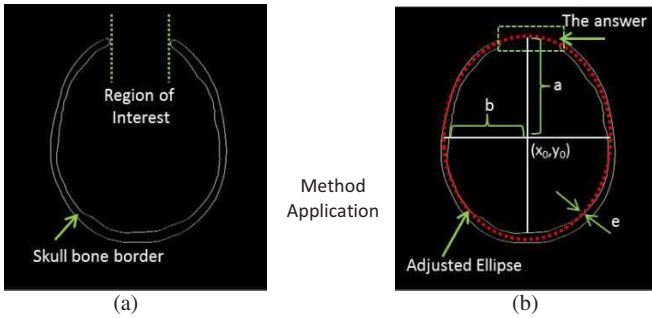 Region of
Interest
Skull bone border
(a)
Method
Application
The answer
a
b
(x₀,y₀)
e
Adjusted Ellipse
(b)